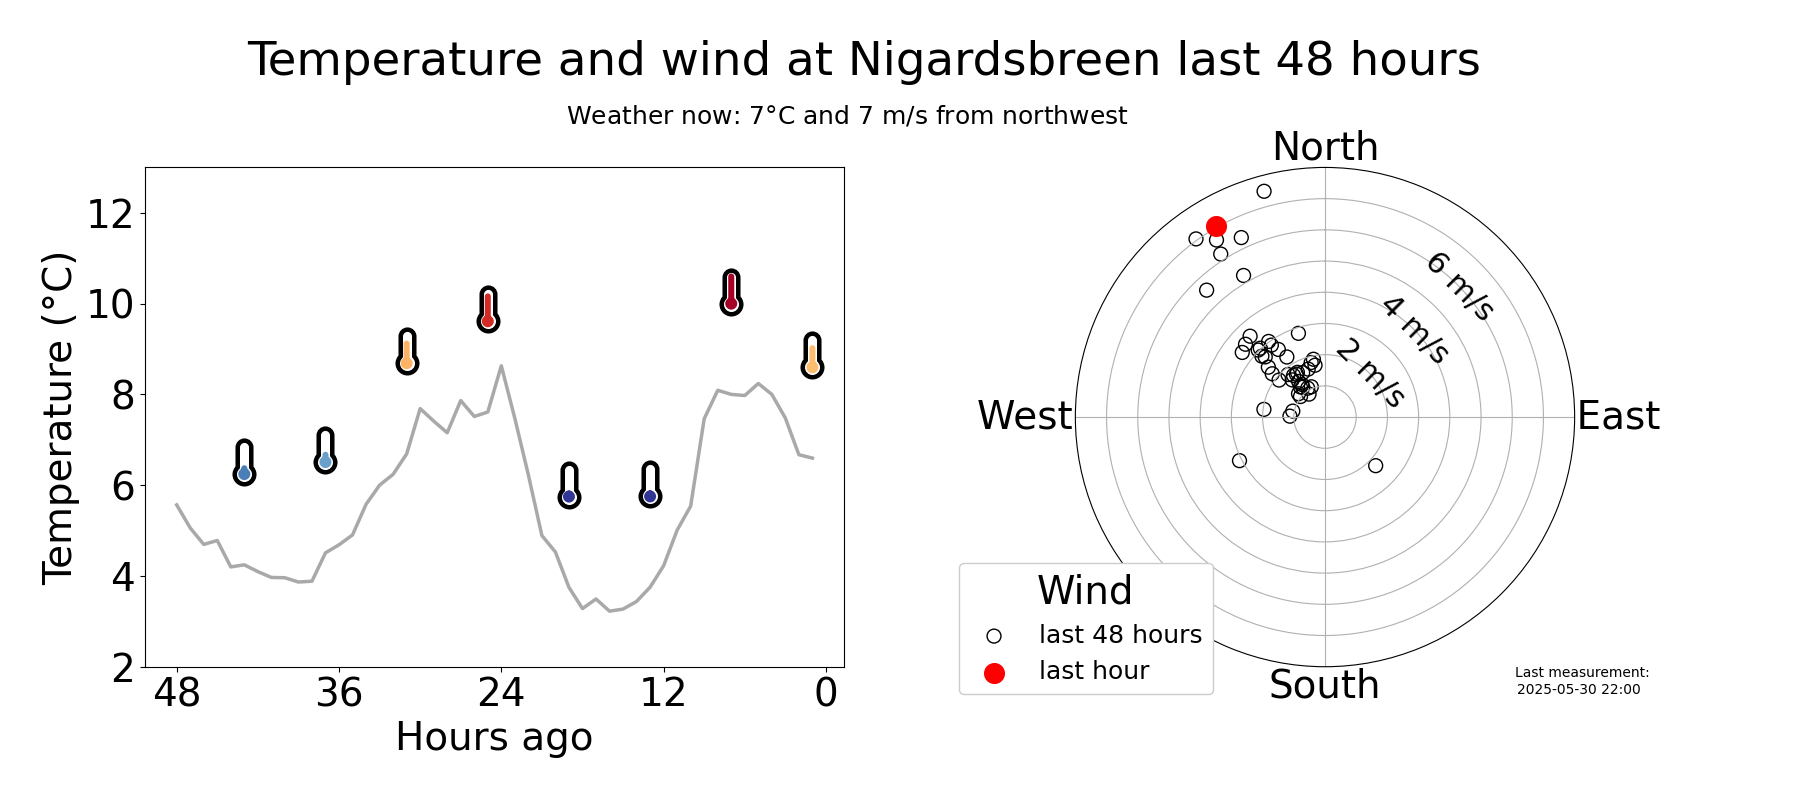 Temperature and wind at Nigardsbreen last 48 hours
Weather now: 7°C and 7 m/s from northwest
Temperature (°C)
12
10
8
6
4
2
48 36 24 12 0
Hours ago
North
West
East
South
6 m/s
4 m/s
2 m/s
Wind
last 48 hours
last hour
Last measurement:
2025-05-30 22:00